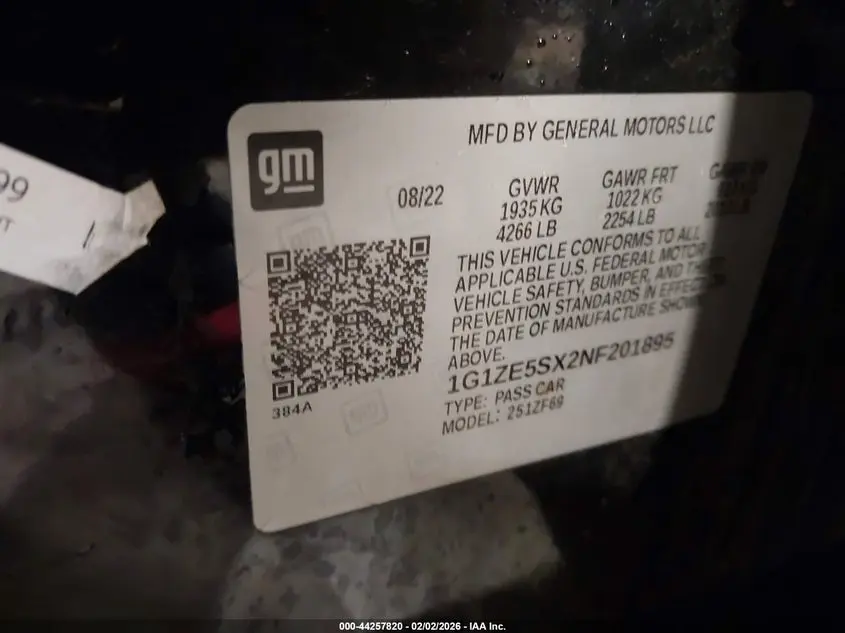 99
gm
MFD BY GENERAL MOTORS LLC
08/22
GVWR
1935 KG
4266 LB
GAWR FRT
1022 KG
2254 LB
GAWR
THIS VEHICLE CONFORMS TO ALL
APPLICABLE U.S. FEDERAL MOTOR
VEHICLE SAFETY, BUMPER, AND THEFT
PREVENTION STANDARDS IN EFFECT ON
THE DATE OF MANUFACTURE SHOWN
ABOVE.
1G1ZE5SX2NF201895
TYPE: PASS CAR
MODEL: 251ZF69
384A
000-44257820 - 02/02/2026 - IAA Inc.